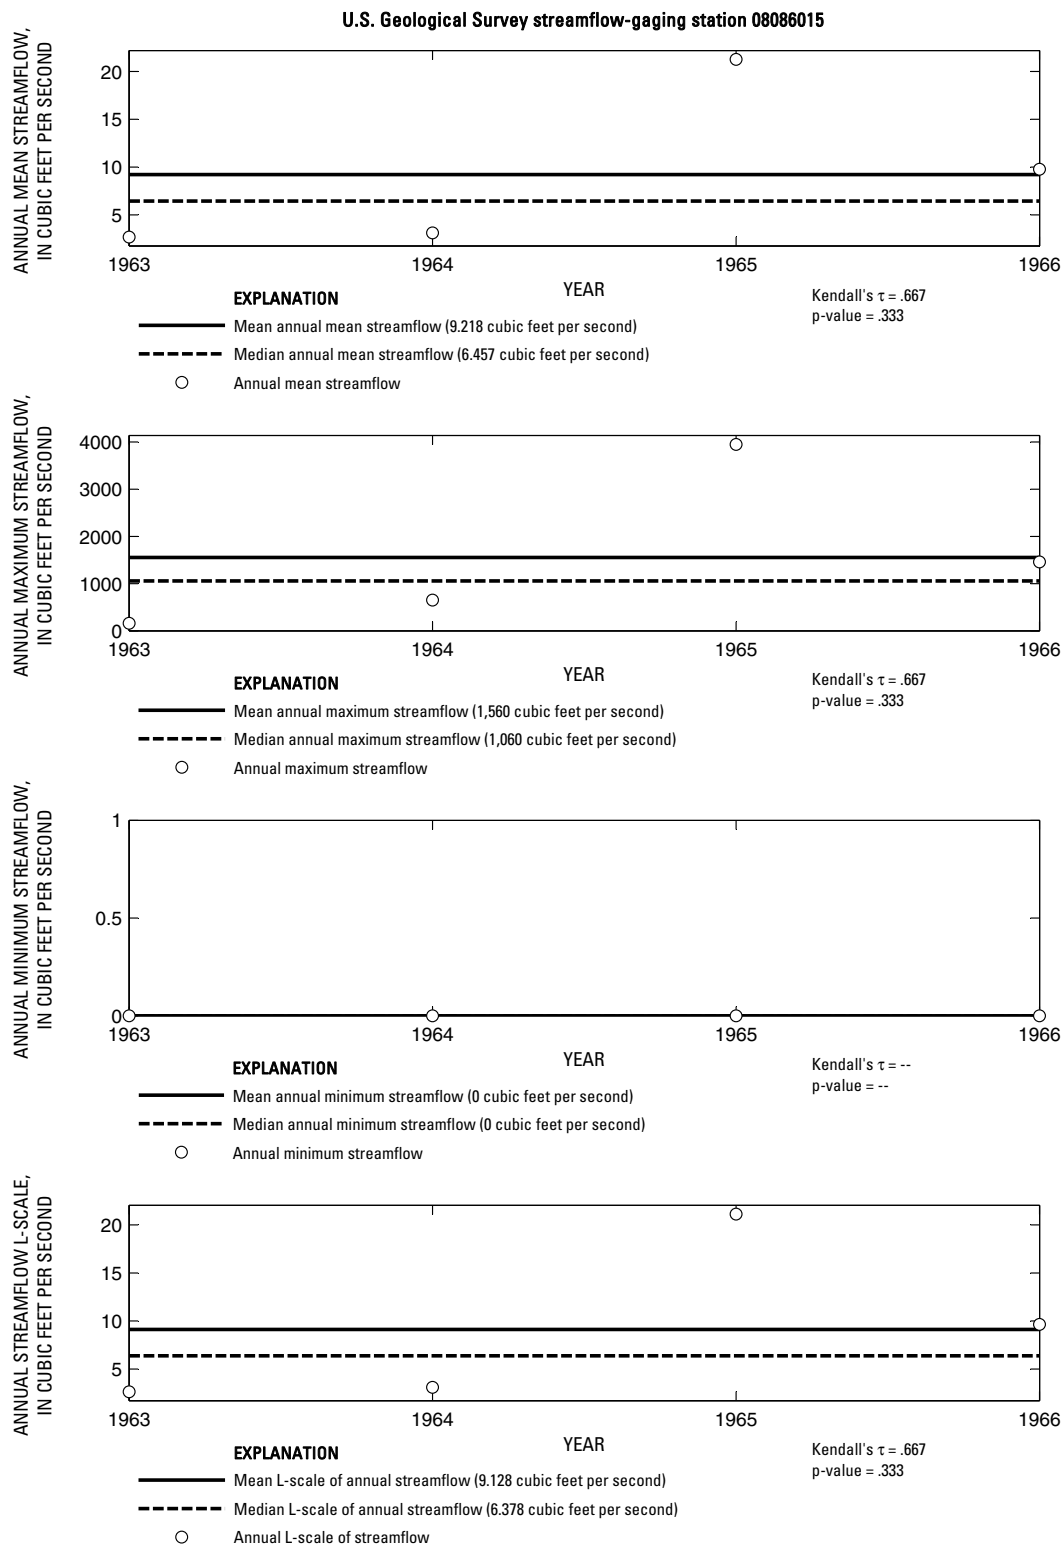 U.S. Geological Survey streamflow-gaging station 08086015
ANNUAL MEAN STREAMFLOW,
IN CUBIC FEET PER SECOND
20
15
10
5
1963 1964 1965 1966
YEAR
EXPLANATION
Mean annual mean streamflow (9.218 cubic feet per second)
Median annual mean streamflow (6.457 cubic feet per second)
Annual mean streamflow
Kendall's τ = .667
p-value = .333
ANNUAL MAXIMUM STREAMFLOW,
IN CUBIC FEET PER SECOND
4000
3000
2000
1000
0
1963 1964 1965 1966
YEAR
EXPLANATION
Mean annual maximum streamflow (1,560 cubic feet per second)
Median annual maximum streamflow (1,060 cubic feet per second)
Annual maximum streamflow
Kendall's τ = .667
p-value = .333
ANNUAL MINIMUM STREAMFLOW,
IN CUBIC FEET PER SECOND
1
0.5
0
1963 1964 1965 1966
YEAR
EXPLANATION
Mean annual minimum streamflow (0 cubic feet per second)
Median annual minimum streamflow (0 cubic feet per second)
Annual minimum streamflow
Kendall's τ = --
p-value = --
ANNUAL STREAMFLOW L-SCALE,
IN CUBIC FEET PER SECOND
20
15
10
5
1963 1964 1965 1966
YEAR
EXPLANATION
Mean L-scale of annual streamflow (9.128 cubic feet per second)
Median L-scale of annual streamflow (6.378 cubic feet per second)
Annual L-scale of streamflow
Kendall's τ = .667
p-value = .333